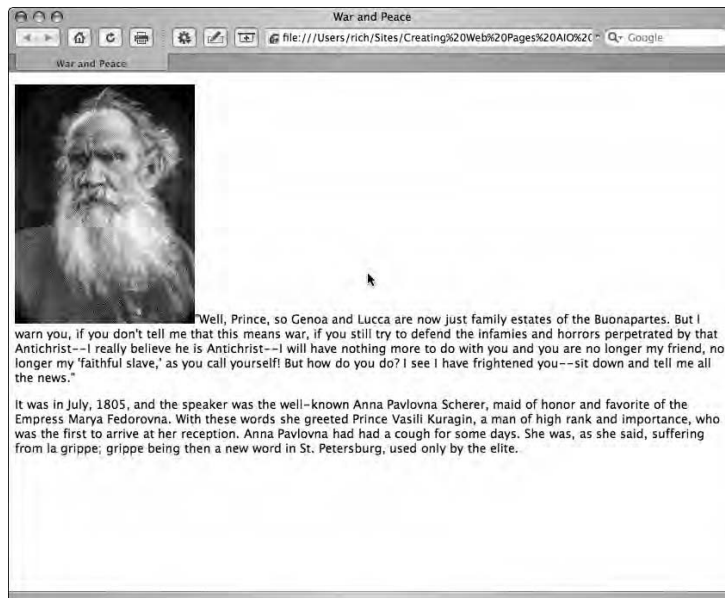 War and Peace
file:///Users/rich/Sites/Creating%20Web%20Pages%20AIO%20
Google
War and Peace
"Well, Prince, so Genoa and Lucca are now just family estates of the Buonapartes. But I
warn you, if you don't tell me that this means war, if you still try to defend the infamies and horrors perpetrated by that
Antichrist--I really believe he is Antichrist--I will have nothing more to do with you and you are no longer my friend, no
longer my 'faithful slave,' as you call yourself! But how do you do? I see I have frightened you--sit down and tell me all
the news."
It was in July, 1805, and the speaker was the well-known Anna Pavlovna Scherer, maid of honor and favorite of the
Empress Marya Fedorovna. With these words she greeted Prince Vasili Kuragin, a man of high rank and importance, who
was the first to arrive at her reception. Anna Pavlovna had had a cough for some days. She was, as she said, suffering
from la grippe; grippe being then a new word in St. Petersburg, used only by the elite.